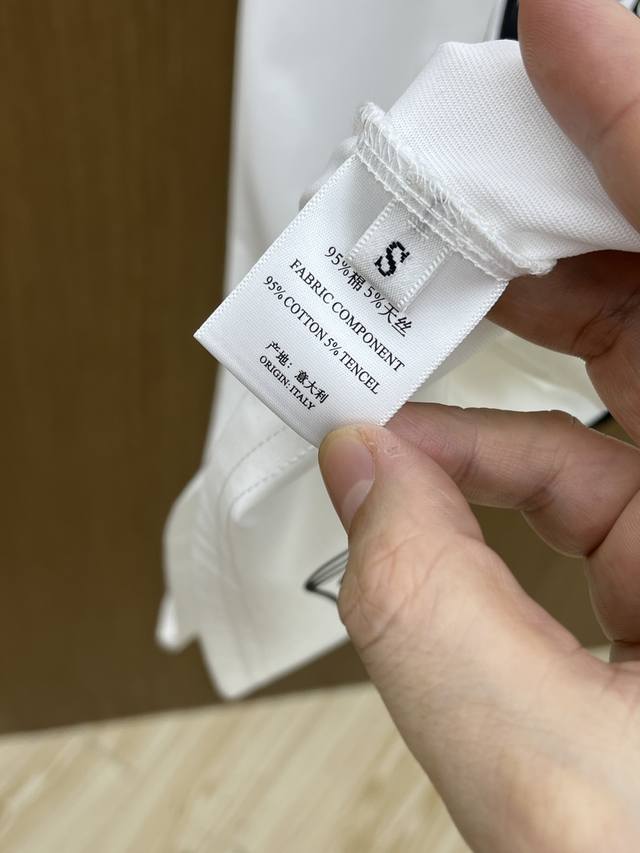 S
95%棉 5%天丝
FABRIC COMPONENT
95%COTTON 5% TENCEL
产地：意大利
ORIGIN:ITALY